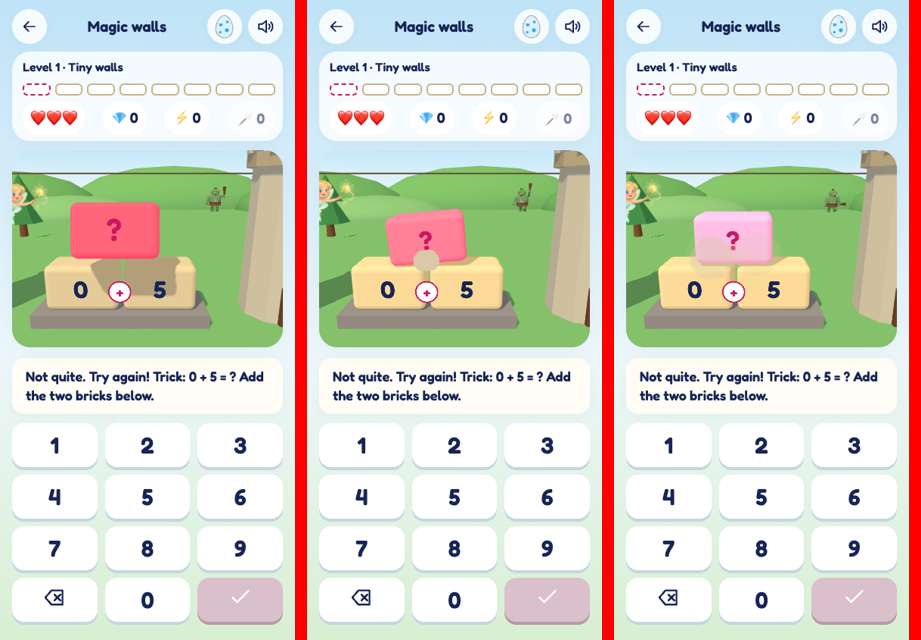 Magic walls
Level 1 · Tiny walls
0
0
0
?
0 + 5
Not quite. Try again! Trick: 0 + 5 = ? Add
the two bricks below.
1 2 3
4 5 6
7 8 9
0
Magic walls
Level 1 · Tiny walls
0
0
0
?
0 + 5
Not quite. Try again! Trick: 0 + 5 = ? Add
the two bricks below.
1 2 3
4 5 6
7 8 9
0
Magic walls
Level 1 · Tiny walls
0
0
0
?
0 + 5
Not quite. Try again! Trick: 0 + 5 = ? Add
the two bricks below.
1 2 3
4 5 6
7 8 9
0